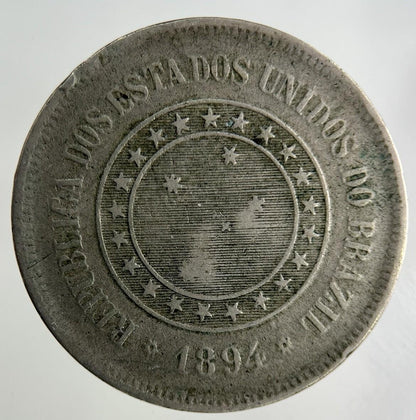 REPUBLICA DOS ESTADOS UNIDOS DO BRAZIL
1894